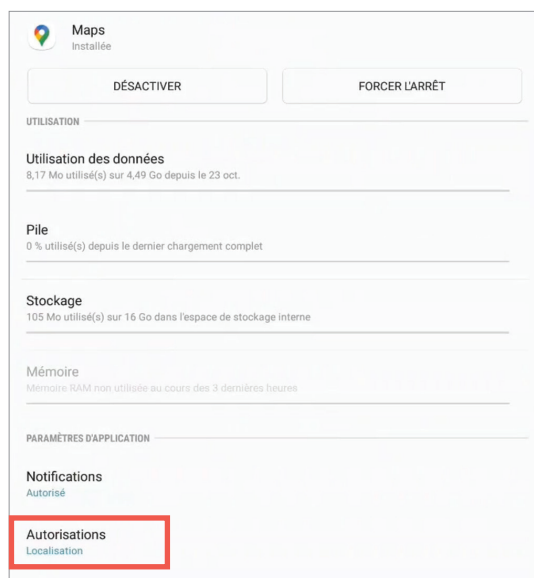 Maps
Installée
DÉSACTIVER
FORCER L'ARRÊT
UTILISATION
Utilisation des données
8,17 Mo utilisé(s) sur 4,49 Go depuis le 23 oct.
Pile
0 % utilisé(s) depuis le dernier chargement complet
Stockage
105 Mo utilisé(s) sur 16 Go dans l'espace de stockage interne
Mémoire
Mémoire RAM non utilisée au cours des 3 dernières heures
PARAMÈTRES D'APPLICATION
Notifications
Autorisé
Autorisations
Localisation